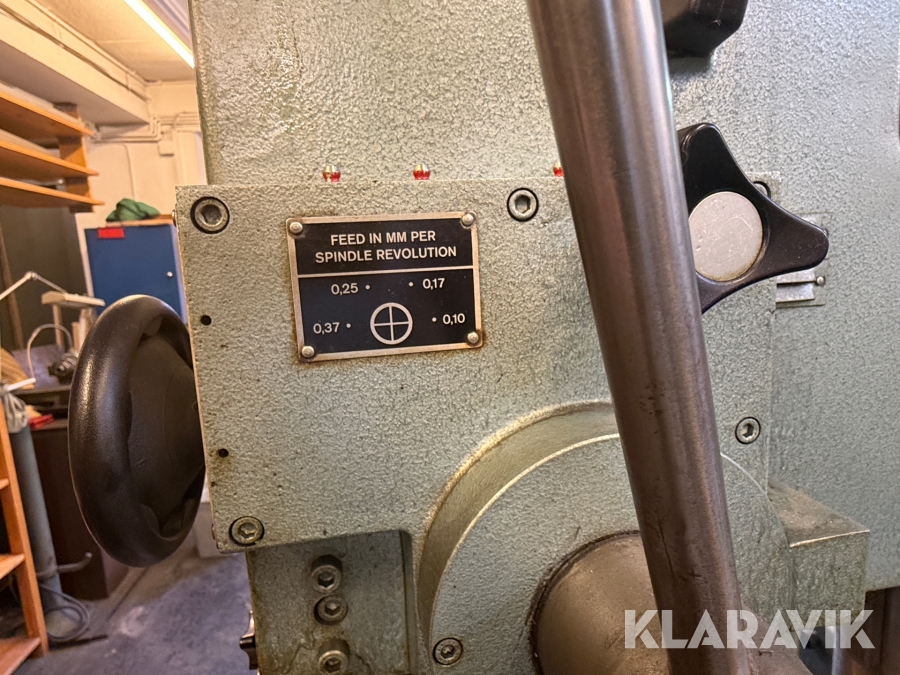 FEED IN MM PER
SPINDLE REVOLUTION
0,25 • • 0,17
0,37 • • 0,10
KLARAVIK